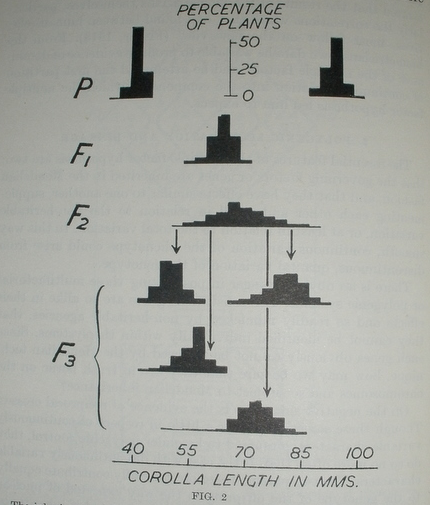 PERCENTAGE
OF PLANTS
50
25
0
P
F1
F2
F3
40 55 70 85 100
COROLLA LENGTH IN MMS.
FIG. 2